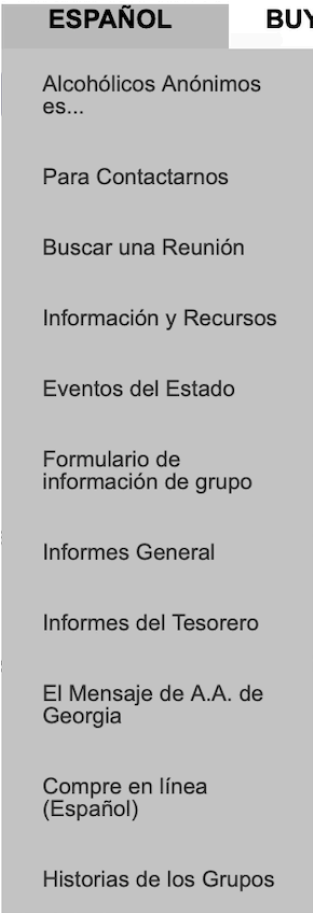 ESPAÑOL BUY
Alcohólicos Anónimos
es...
Para Contactarnos
Buscar una Reunión
Información y Recursos
Eventos del Estado
Formulario de
información de grupo
Informes General
Informes del Tesorero
El Mensaje de A.A. de
Georgia
Compre en línea
(Español)
Historias de los Grupos